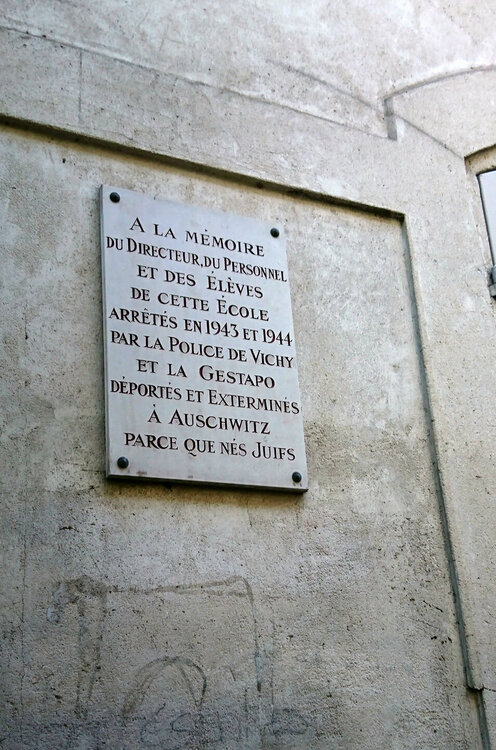 A LA MÉMOIRE
DU DIRECTEUR, DU PERSONNEL
ET DES ÉLÈVES
DE CETTE ÉCOLE
ARRÊTÉS EN 1943 ET 1944
PAR LA POLICE DE VICHY
ET LA GESTAPO
DÉPORTÉS ET EXTERMINÉS
À AUSCHWITZ
PARCE QUE NÉS JUIFS